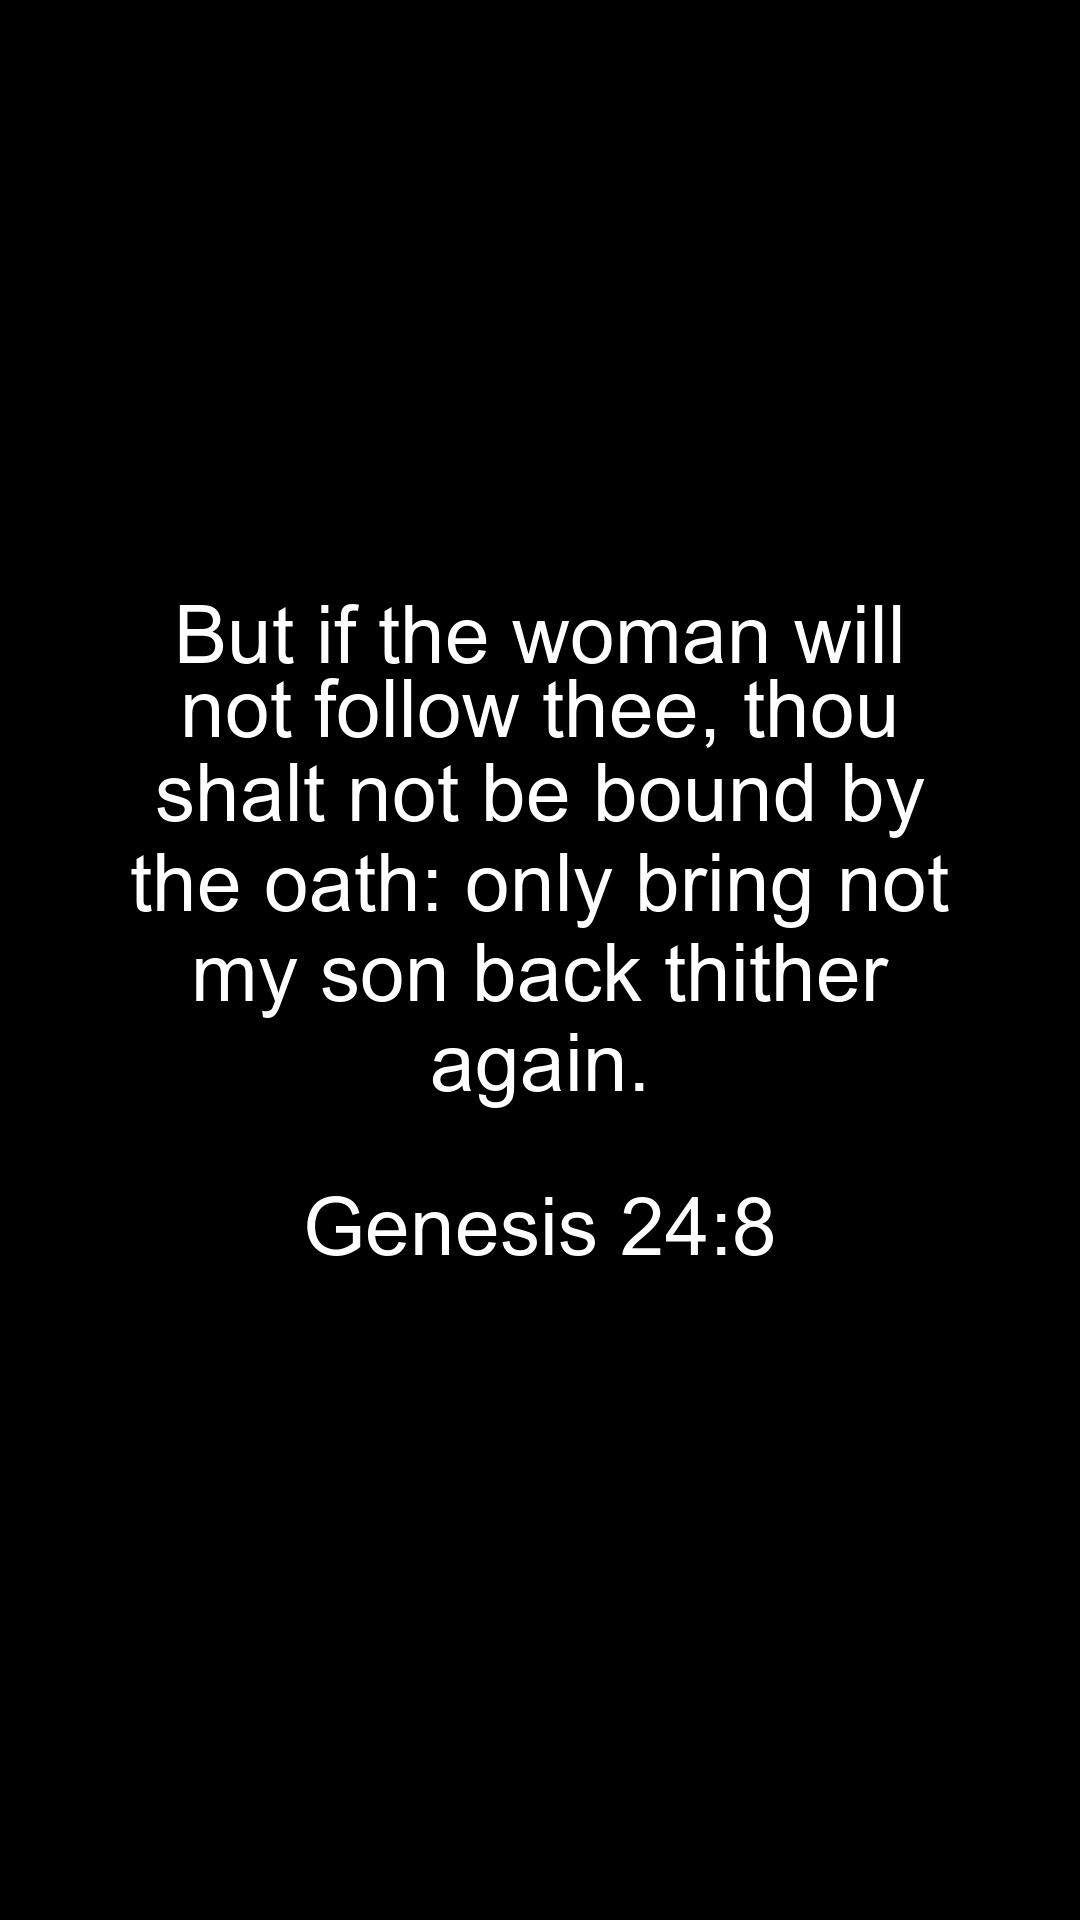 But if the woman will
not follow thee, thou
shalt not be bound by
the oath: only bring not
my son back thither
again.
Genesis 24:8